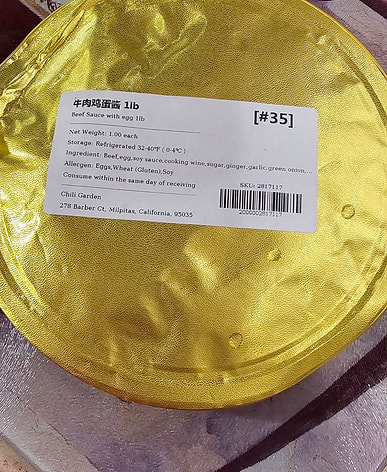 牛肉鸡蛋酱 1lb
[#35]
Beef Sauce with egg 1lb
Net Weight: 1.00 each
Storage: Refrigerated 32-40°F ( 0-4°C )
Ingredient: Beef,egg,soy sauce,cooking wine,sugar,ginger,garlic,green onion,...
Allergen: Eggs,Wheat (Gluten),Soy
Consume within the same day of receiving
SKU: 2817117
Chili Garden
278 Barber Ct, Milpitas, California, 95035
2000002817117